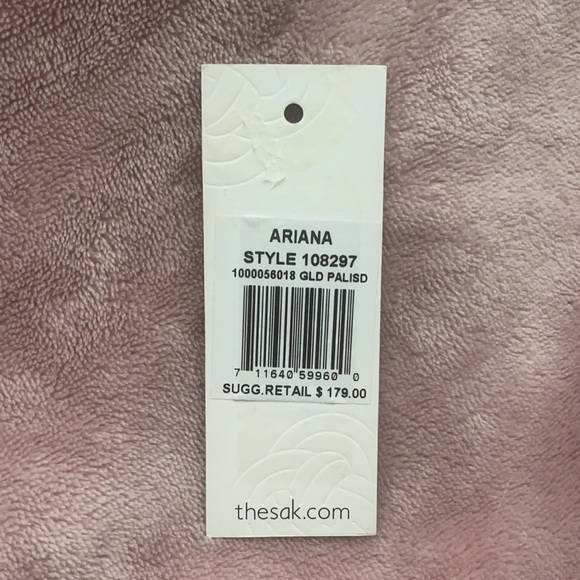 ARIANA
STYLE 108297
1000056018 GLD PALISD
7 11640 59960 0
SUGG.RETAIL $ 179.00
thesak.com